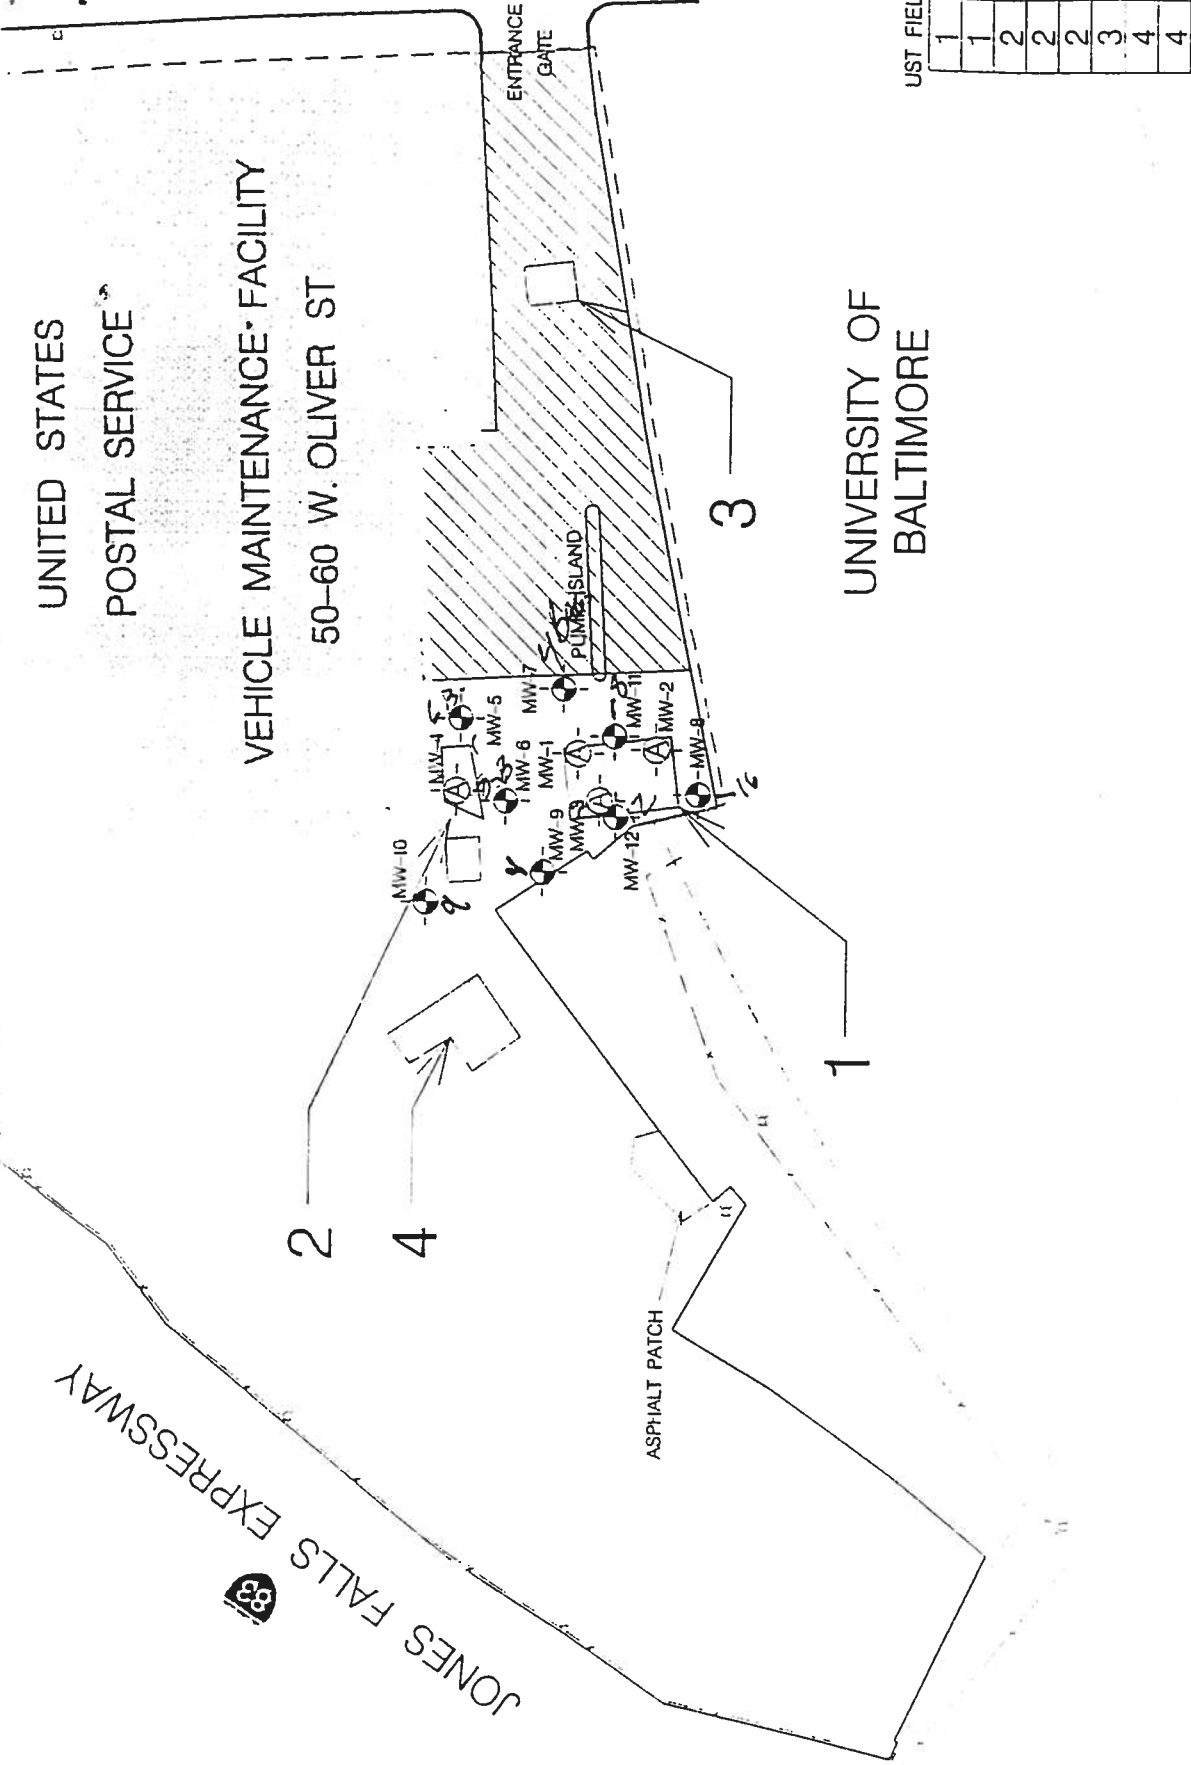 UNITED STATES
POSTAL SERVICE
VEHICLE MAINTENANCE FACILITY
50-60 W. OLIVER ST
ENTRANCE
GATE
UST FIEL
1
1
2
2
2
3
4
4
PUMP ISLAND
MW-10
MW-4
MW-5
MW-6
MW-7
MW-1
MW-9
MW-3
MW-11
MW-2
MW-12
MW-8
2
4
3
1
UNIVERSITY OF
BALTIMORE
ASPHALT PATCH
JONES FALLS EXPRESSWAY
83